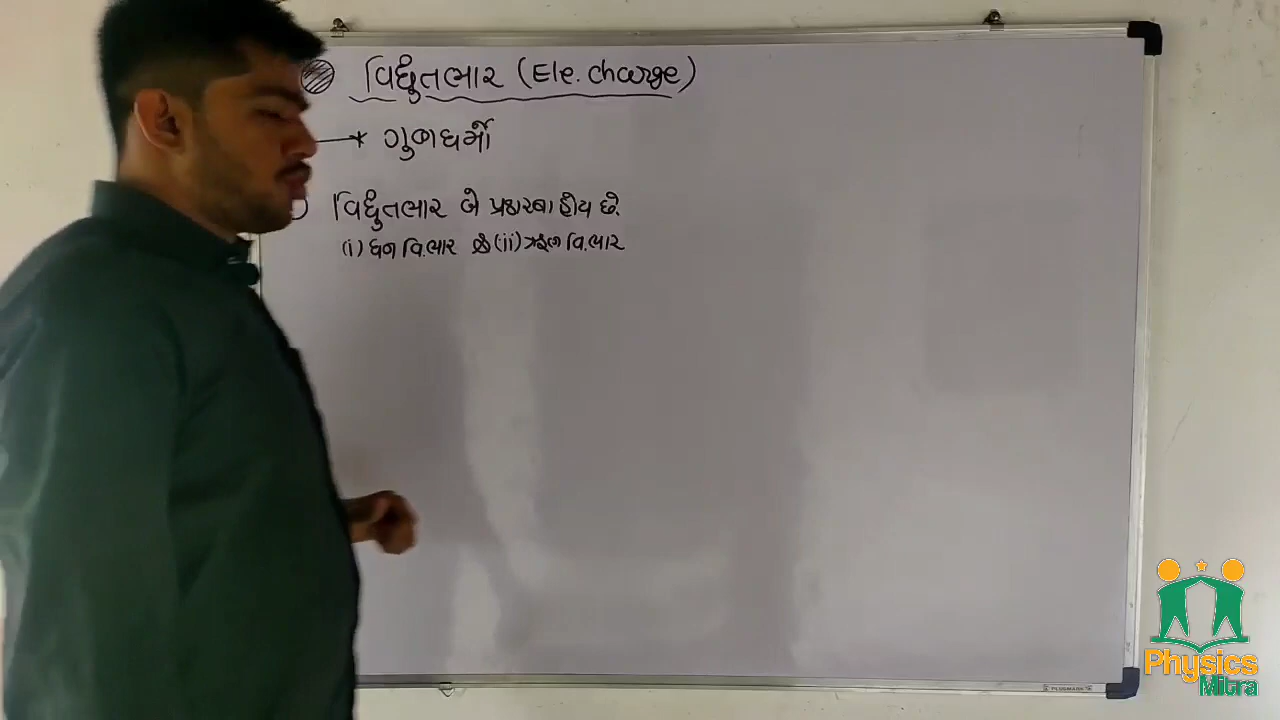 વિદ્યુતભાર (Ele. charge)
ગુણધર્મો
વિદ્યુતભાર બે પ્રકારના હોય છે.
(i) ધન વિ.ભાર (ii) ઋણ વિ.ભાર
Physics
Mitra